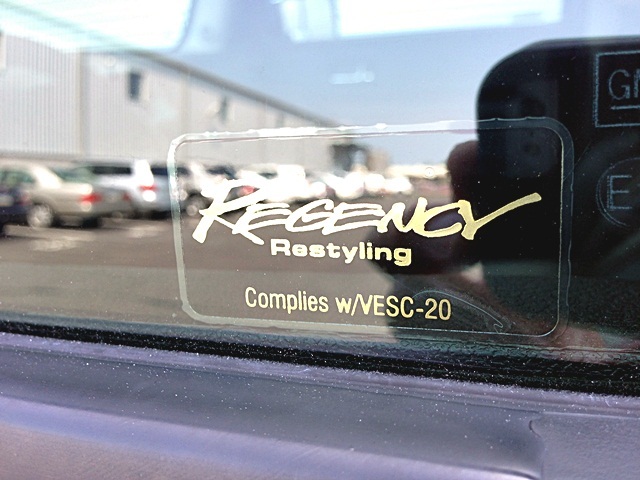 REGENCY
Restyling
Complies w/VESC-20